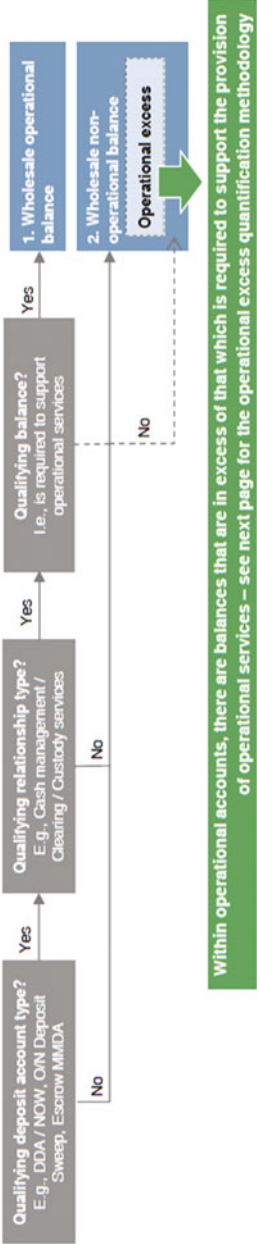 Qualifying deposit account type?
E.g., DDA / NOW, O/N Deposit
Sweep, Escrow MMDA
Yes
No
Qualifying relationship type?
E.g., Cash management /
Clearing / Custody services
Yes
No
Qualifying balance?
I.e., is required to support
operational services
Yes
No
1. Wholesale operational
balance
2. Wholesale non-
operational balance
Operational excess
Within operational accounts, there are balances that are in excess of that which is required to support the provision
of operational services – see next page for the operational excess quantification methodology